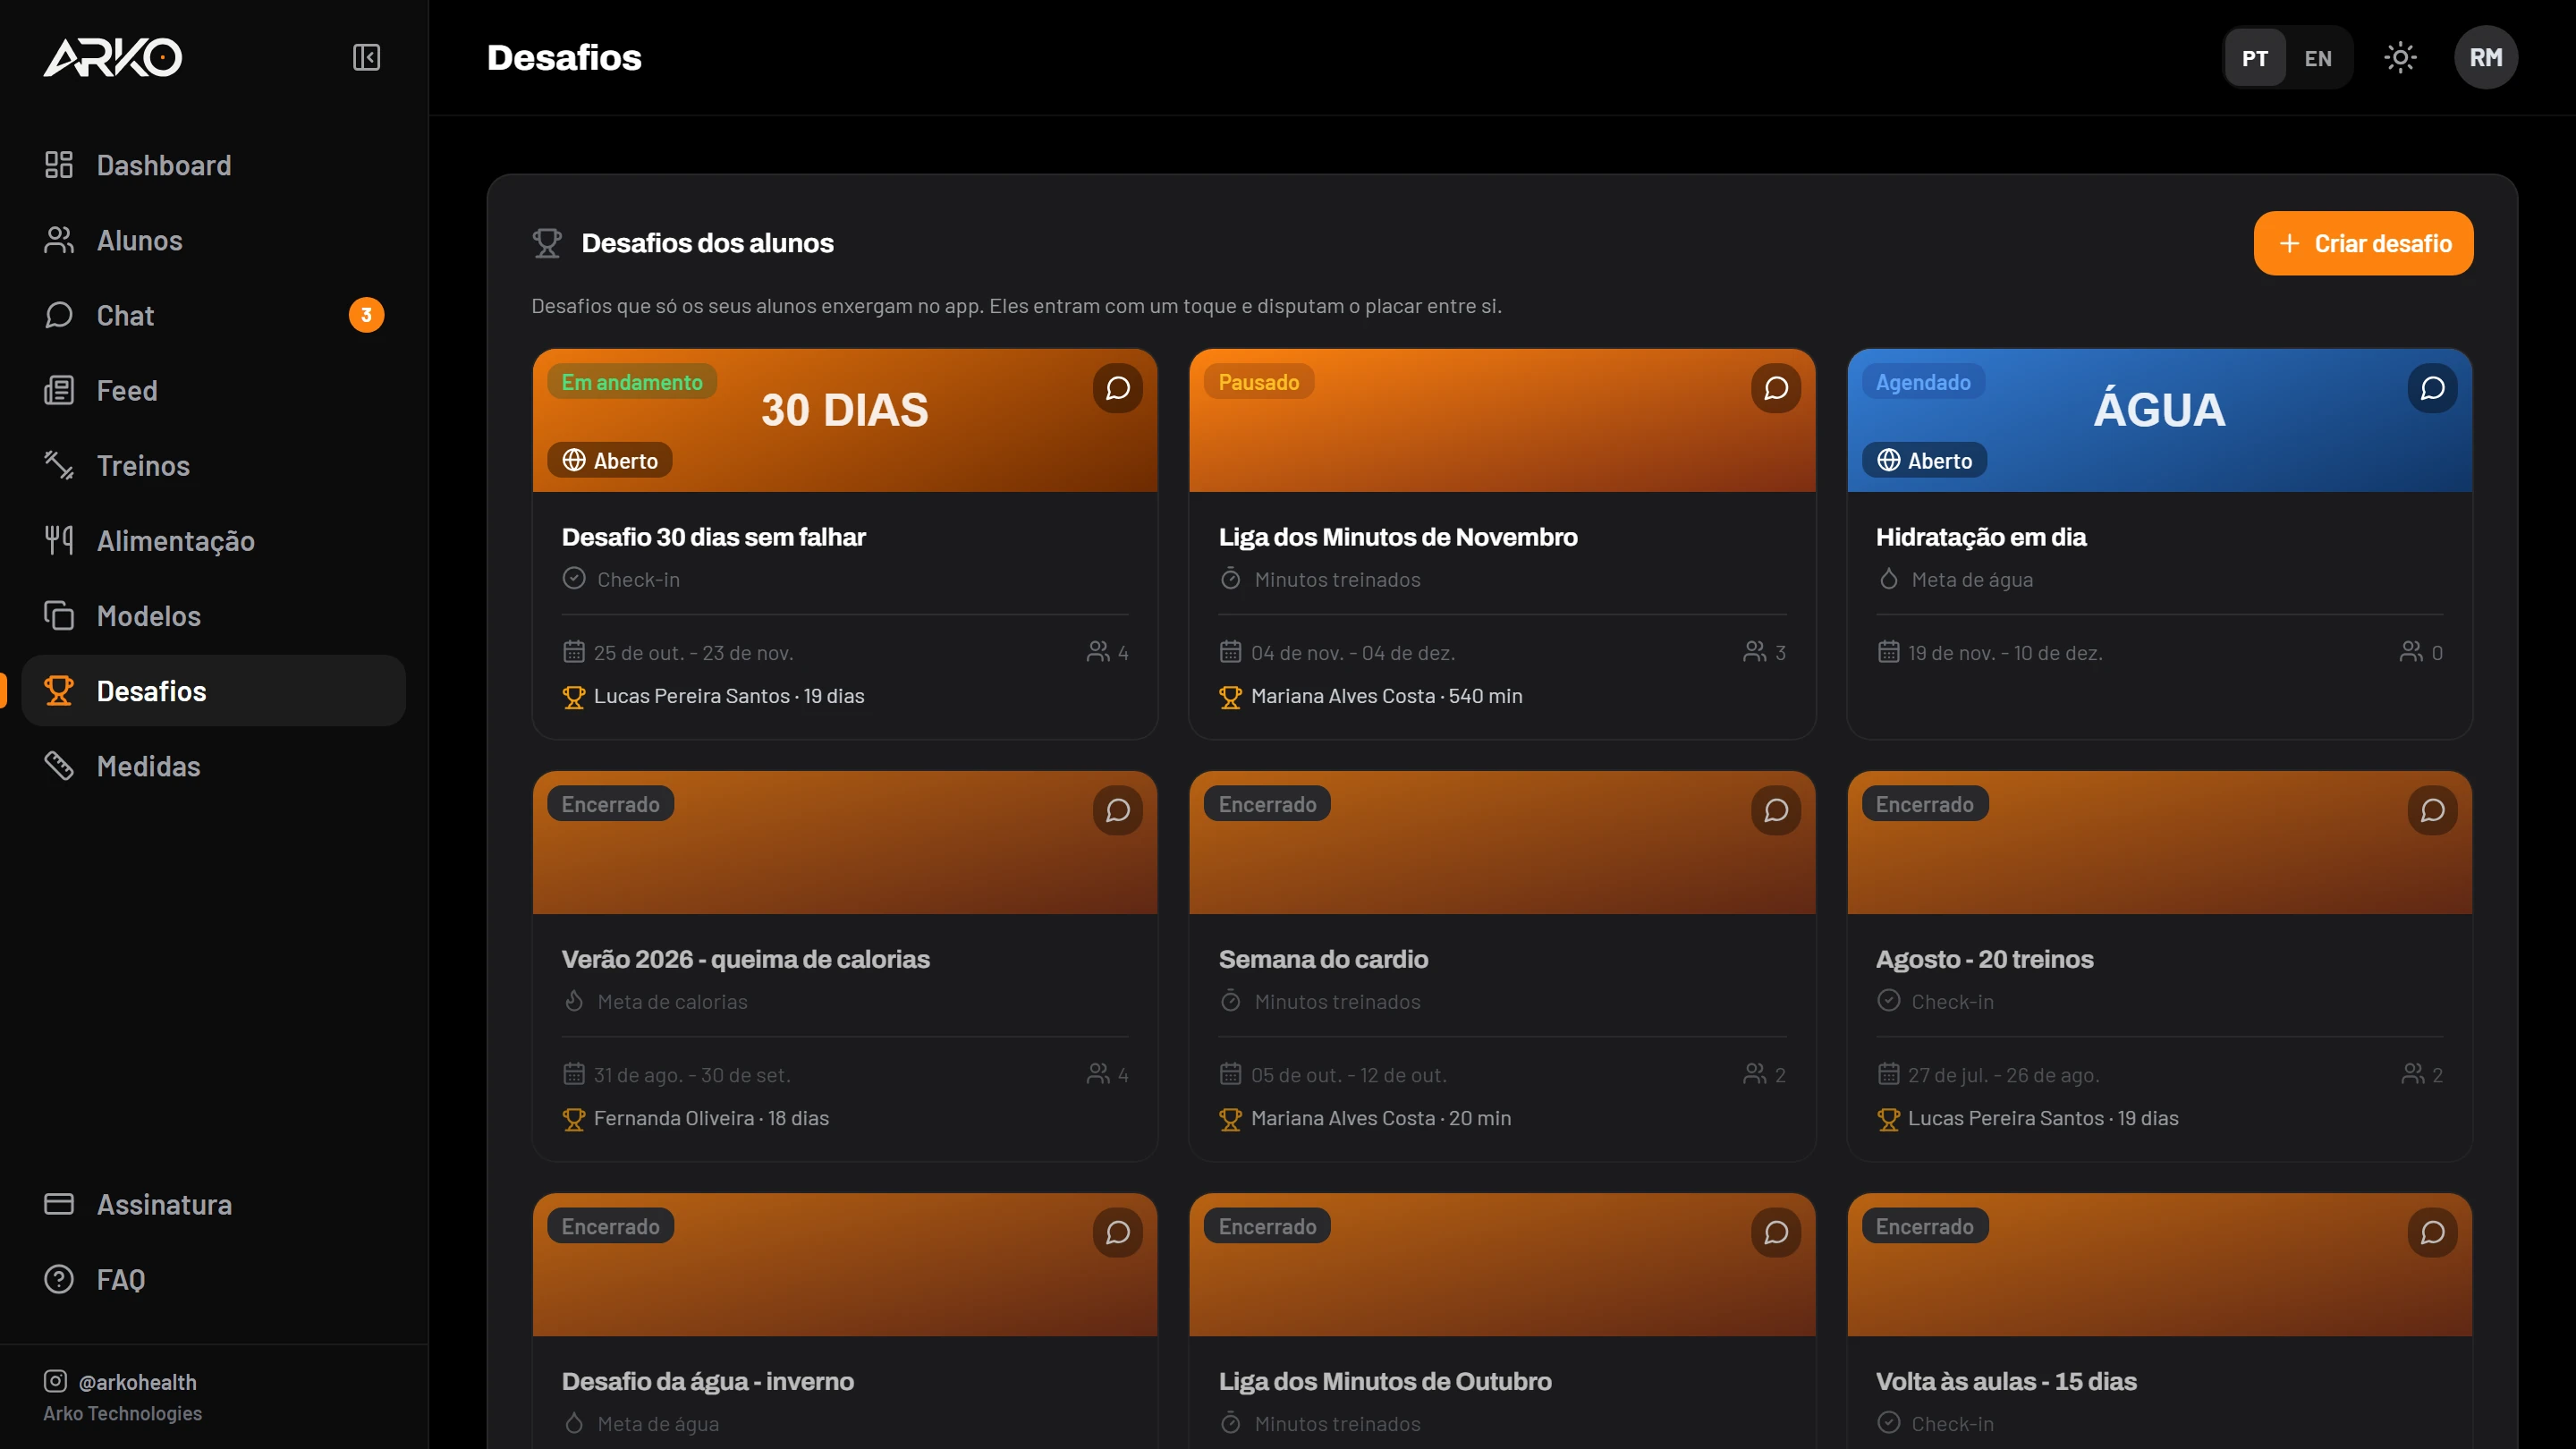 ARKO
Desafios
PT
EN
RM
Dashboard
Alunos
Chat
3
Feed
Treinos
Alimentação
Modelos
Desafios
Medidas
Assinatura
FAQ
@arkohealth
Arko Technologies
Desafios dos alunos
Criar desafio
Desafios que só os seus alunos enxergam no app. Eles entram com um toque e disputam o placar entre si.
Em andamento
30 DIAS
Aberto
Desafio 30 dias sem falhar
Check-in
25 de out. - 23 de nov.
4
Lucas Pereira Santos · 19 dias
Pausado
Liga dos Minutos de Novembro
Minutos treinados
04 de nov. - 04 de dez.
3
Mariana Alves Costa · 540 min
Agendado
ÁGUA
Aberto
Hidratação em dia
Meta de água
19 de nov. - 10 de dez.
0
Encerrado
Verão 2026 - queima de calorias
Meta de calorias
31 de ago. - 30 de set.
4
Fernanda Oliveira · 18 dias
Encerrado
Semana do cardio
Minutos treinados
05 de out. - 12 de out.
2
Mariana Alves Costa · 20 min
Encerrado
Agosto - 20 treinos
Check-in
27 de jul. - 26 de ago.
2
Lucas Pereira Santos · 19 dias
Encerrado
Desafio da água - inverno
Meta de água
Encerrado
Liga dos Minutos de Outubro
Minutos treinados
Encerrado
Volta às aulas - 15 dias
Check-in